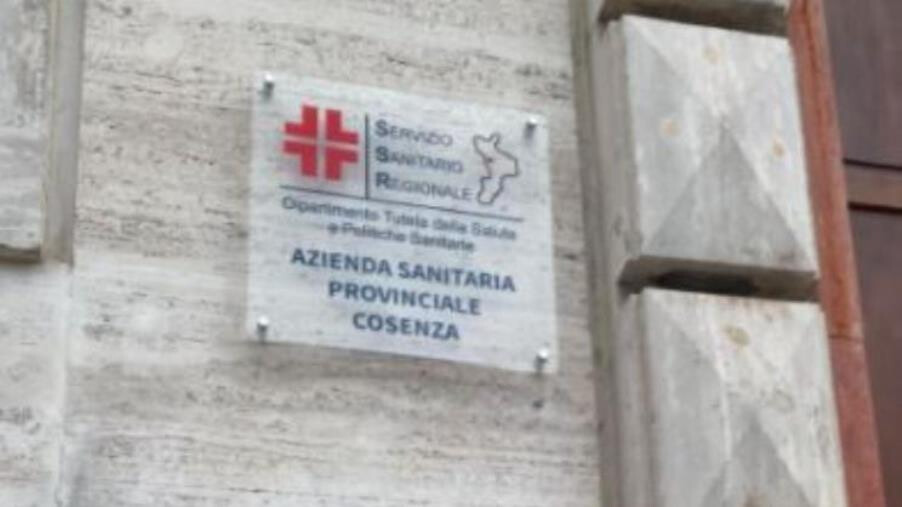 SERVIZIO
SANITARIO
REGIONALE
Dipartimento Tutela della Salute
e Politiche Sanitarie
AZIENDA SANITARIA
PROVINCIALE
COSENZA